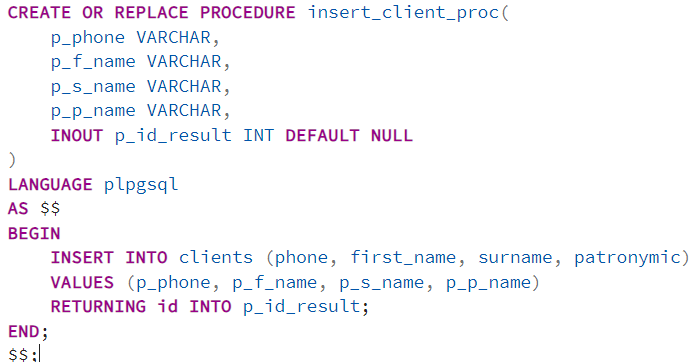 CREATE OR REPLACE PROCEDURE insert_client_proc(
    p_phone VARCHAR,
    p_f_name VARCHAR,
    p_s_name VARCHAR,
    p_p_name VARCHAR,
    INOUT p_id_result INT DEFAULT NULL
)
LANGUAGE plpgsql
AS $$
BEGIN
    INSERT INTO clients (phone, first_name, surname, patronymic)
    VALUES (p_phone, p_f_name, p_s_name, p_p_name)
    RETURNING id INTO p_id_result;
END;
$$;